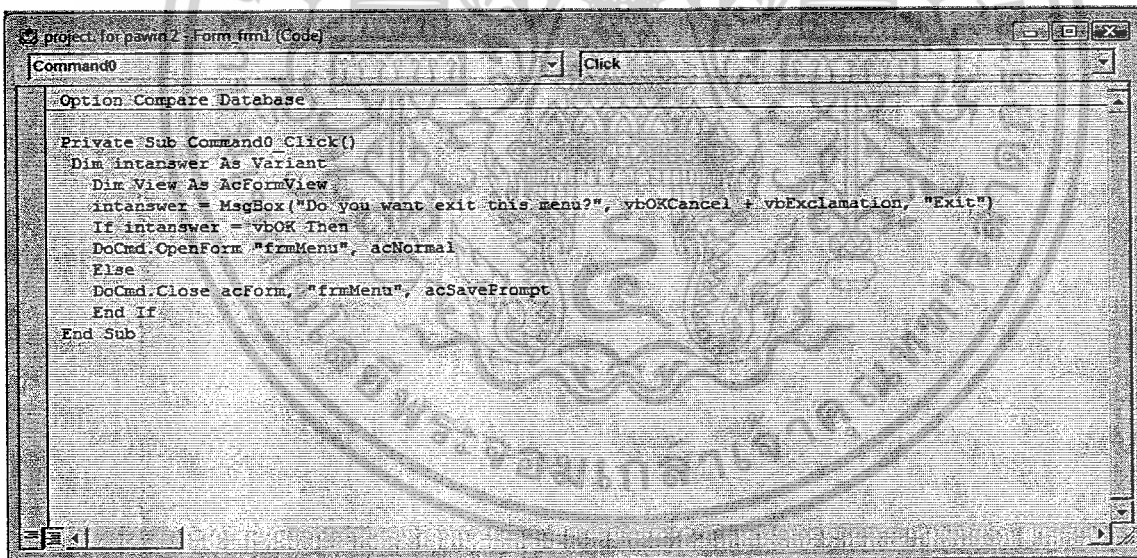 project for pawn 2 - Form_frm1 (Code)
Command0 Click
Option Compare Database
Private Sub Command0_Click()
Dim intanswer As Variant
Dim View As AcFormView
intanswer = MsgBox("Do you want exit this menu?", vbOKCancel + vbExclamation, "Exit")
If intanswer = vbOK Then
DoCmd.OpenForm "frmMenu", acNormal
Else
DoCmd.Close acForm, "frmMenu", acSavePrompt
End If
End Sub